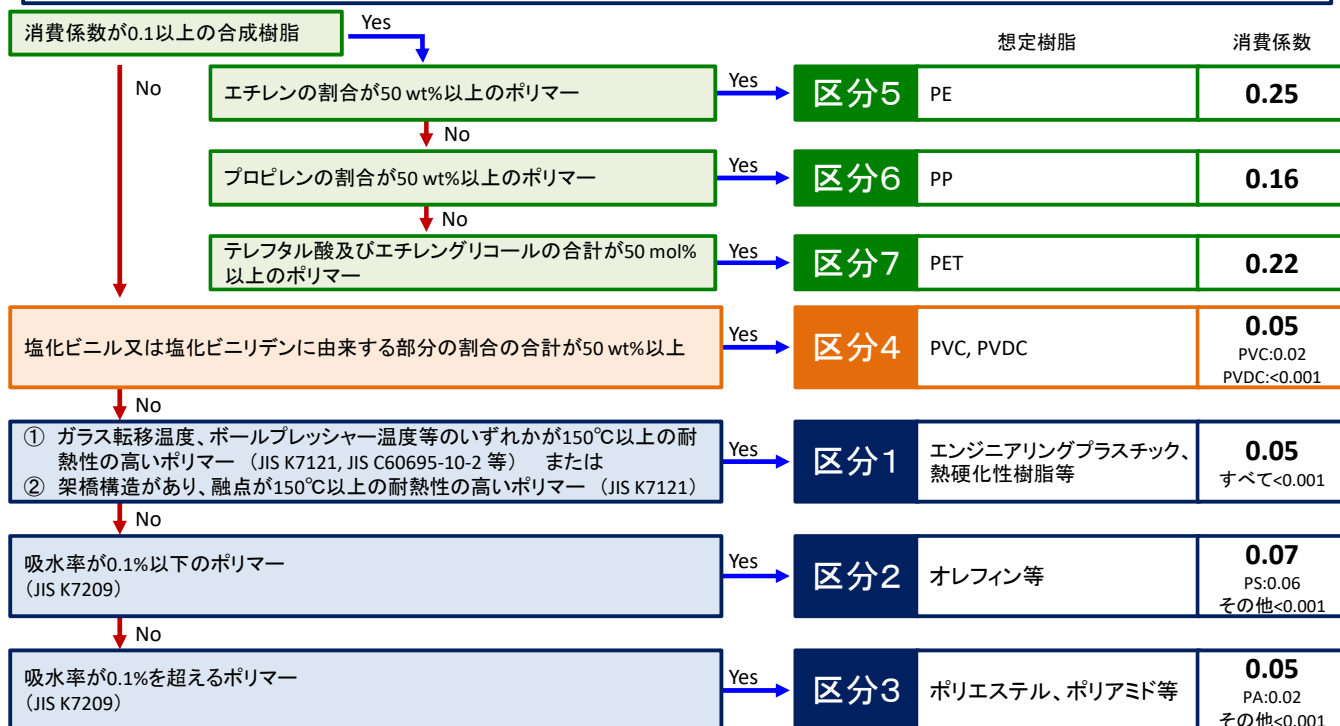 消費係数が0.1以上の合成樹脂
Yes
想定樹脂
消費係数
No
エチレンの割合が50 wt%以上のポリマー
Yes
区分5
PE
0.25
No
プロピレンの割合が50 wt%以上のポリマー
Yes
区分6
PP
0.16
No
テレフタル酸及びエチレングリコールの合計が50 mol%
以上のポリマー
Yes
区分7
PET
0.22
塩化ビニル又は塩化ビニリデンに由来する部分の割合の合計が50 wt%以上
Yes
区分4
PVC, PVDC
0.05
PVC:0.02
PVDC:<0.001
No
① ガラス転移温度、ボールプレッシャー温度等のいずれかが150℃以上の耐
熱性の高いポリマー （JIS K7121, JIS C60695-10-2 等） または
② 架橋構造があり、融点が150℃以上の耐熱性の高いポリマー （JIS K7121）
Yes
区分1
エンジニアリングプラスチック、
熱硬化性樹脂等
0.05
すべて<0.001
No
吸水率が0.1%以下のポリマー
(JIS K7209)
Yes
区分2
オレフィン等
0.07
PS:0.06
その他<0.001
No
吸水率が0.1%を超えるポリマー
(JIS K7209)
Yes
区分3
ポリエステル、ポリアミド等
0.05
PA:0.02
その他<0.001